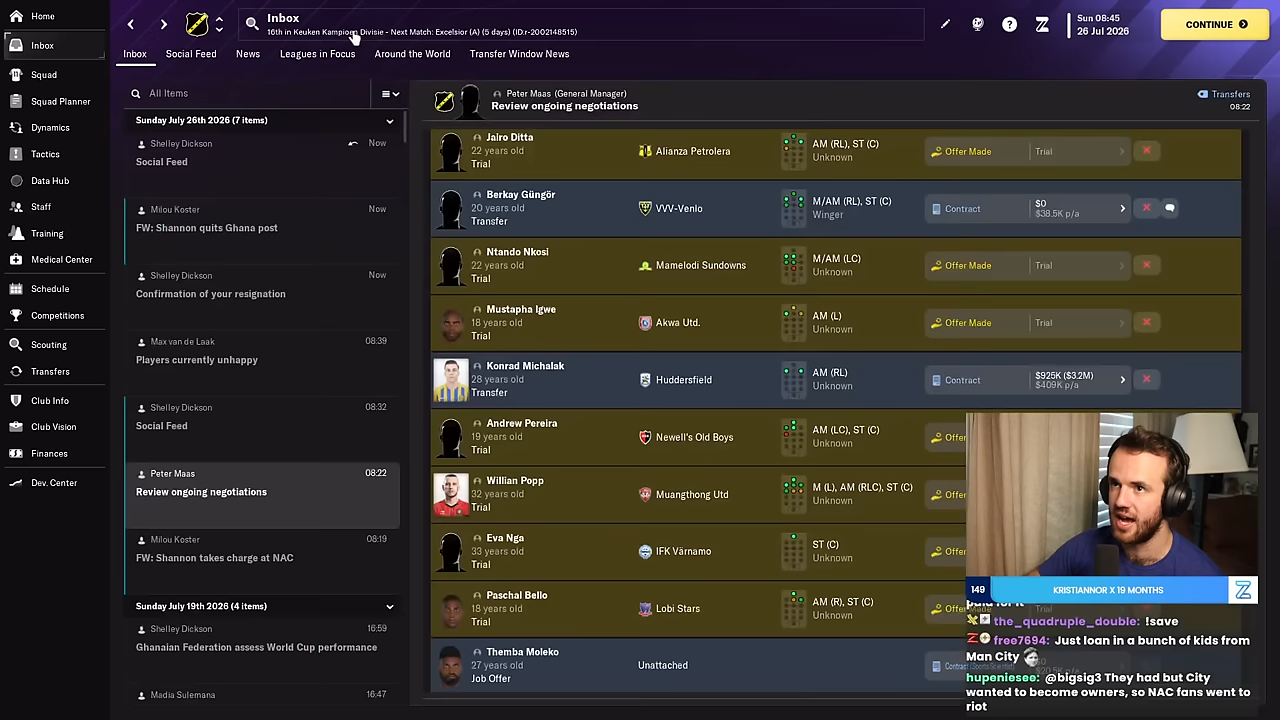 Home
Inbox
Squad
Squad Planner
Dynamics
Tactics
Data Hub
Staff
Training
Medical Center
Schedule
Competitions
Scouting
Transfers
Club Info
Club Vision
Finances
Dev. Center
Inbox
16th in Keuken Kampioen Divisie - Next Match: Excelsior (A) (5 days) (ID:r-2002148515)
Sun 08:45
26 Jul 2026
CONTINUE
Inbox
Social Feed
News
Leagues in Focus
Around the World
Transfer Window News
All Items
Sunday July 26th 2026 (7 items)
Shelley Dickson
Now
Social Feed
Milou Koster
Now
FW: Shannon quits Ghana post
Shelley Dickson
Now
Confirmation of your resignation
Max van de Laak
08:39
Players currently unhappy
Shelley Dickson
08:32
Social Feed
Peter Maas
08:22
Review ongoing negotiations
Milou Koster
08:19
FW: Shannon takes charge at NAC
Sunday July 19th 2026 (4 items)
Shelley Dickson
16:59
Ghanaian Federation assess World Cup performance
Madia Sulemana
16:47
Peter Maas (General Manager)
Review ongoing negotiations
Transfers
08:22
Jairo Ditta
22 years old
Trial
Alianza Petrolera
AM (RL), ST (C)
Unknown
Offer Made
Trial
Berkay Güngör
20 years old
Transfer
VVV-Venlo
M/AM (RL), ST (C)
Winger
Contract
$0
$38.5K p/a
Ntando Nkosi
22 years old
Trial
Mamelodi Sundowns
M/AM (LC)
Unknown
Offer Made
Trial
Mustapha Igwe
18 years old
Trial
Akwa Utd.
AM (L)
Unknown
Offer Made
Trial
Konrad Michalak
28 years old
Transfer
Huddersfield
AM (RL)
Unknown
Contract
$925K ($3.2M)
$409K p/a
Andrew Pereira
19 years old
Trial
Newell's Old Boys
AM (LC), ST (C)
Unknown
Offer
Willian Popp
32 years old
Trial
Muangthong Utd
M (L), AM (RLC), ST (C)
Unknown
Offer
Eva Nga
33 years old
Trial
IFK Värnamo
ST (C)
Unknown
Offer
Paschal Bello
18 years old
Trial
Lobi Stars
AM (R), ST (C)
Unknown
Offer
Themba Moleko
27 years old
Job Offer
Unattached
Contract (Sports Scientist)
$20.5K p/a
149
KRISTIANNOR X 19 MONTHS
paid for it
the_quadruple_double: !save
free7694: Just loan in a bunch of kids from
Man City
hupeniesee: @bigsig3 They had but City
wanted to become owners, so NAC fans went to
riot